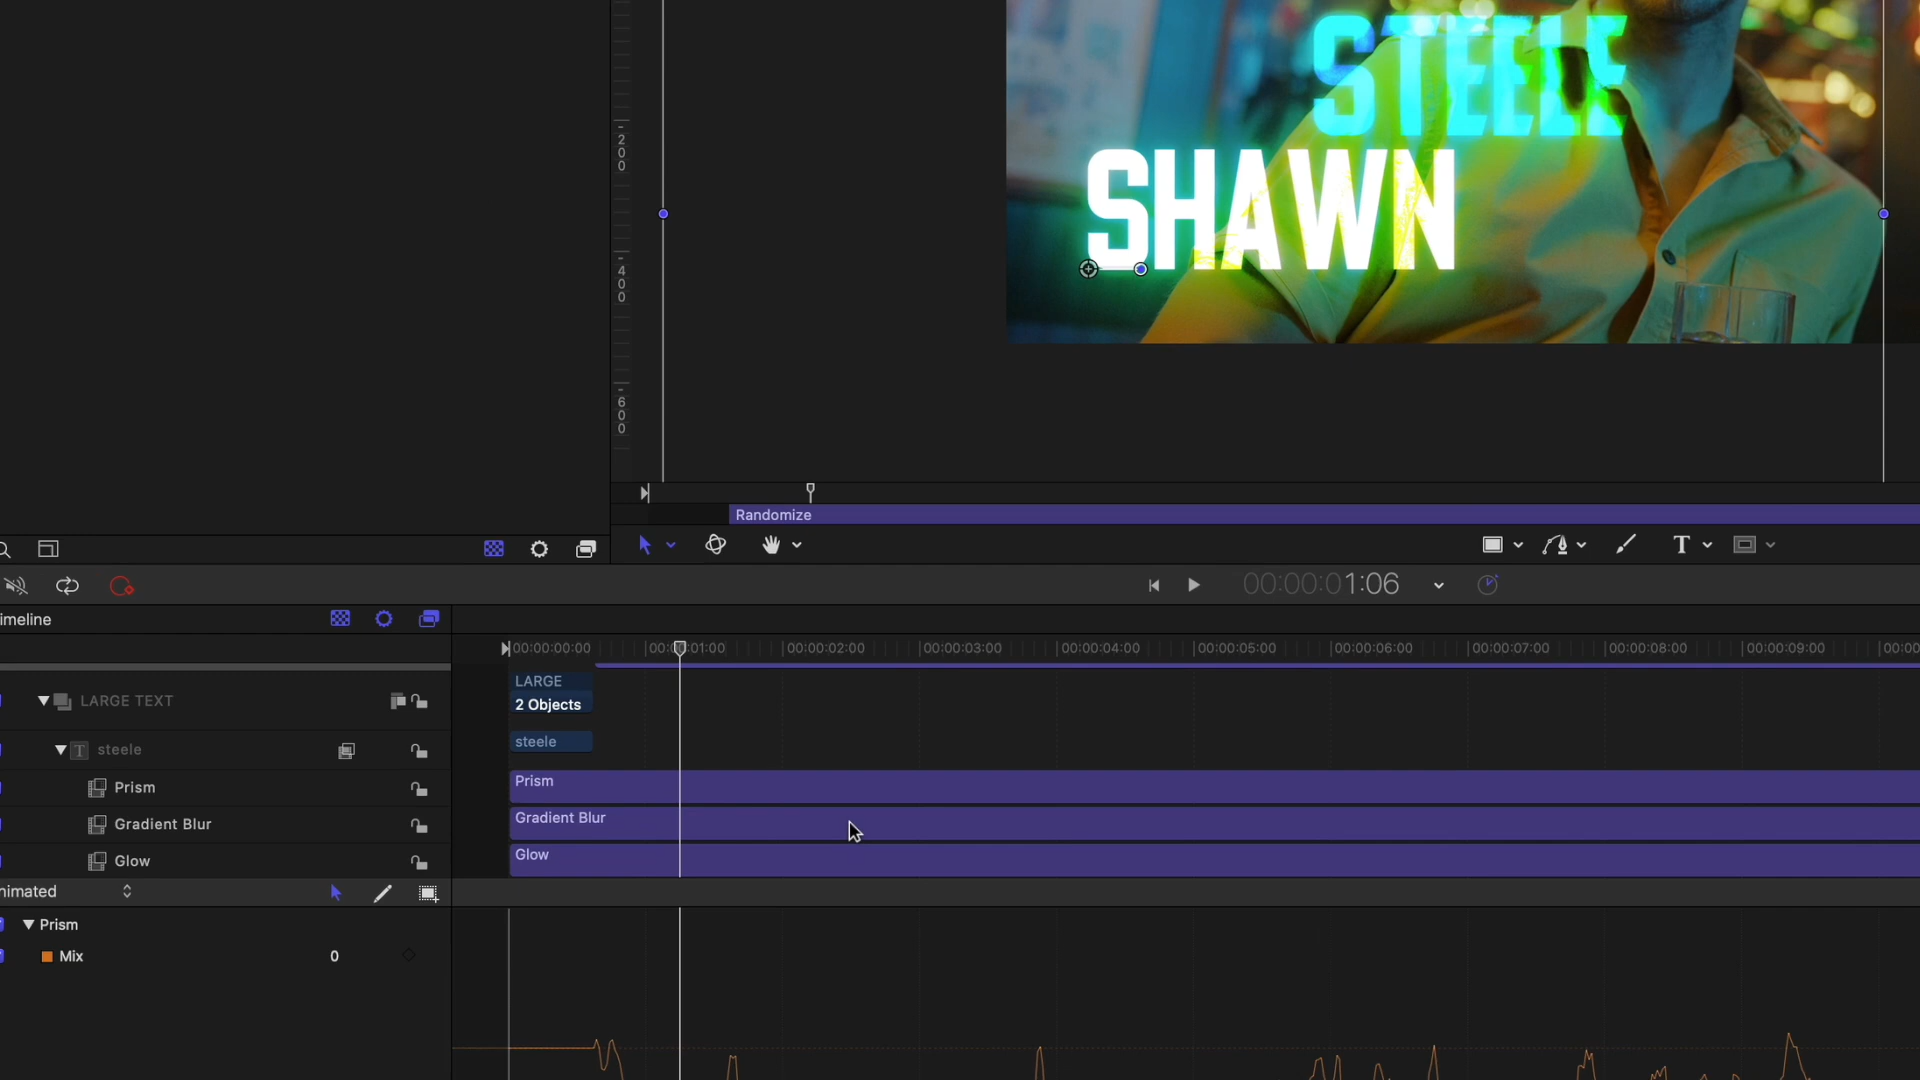 STEELE
SHAWN
-200
-400
-600
Randomize
T
00:00:01:06
imeline
00:00:00:00 00:00:01:00 00:00:02:00 00:00:03:00 00:00:04:00 00:00:05:00 00:00:06:00 00:00:07:00 00:00:08:00 00:00:09:00 00:00
LARGE
LARGE TEXT
2 Objects
steele
T steele
Prism
Prism
Gradient Blur
Gradient Blur
Glow
Glow
nimated
Prism
Mix 0